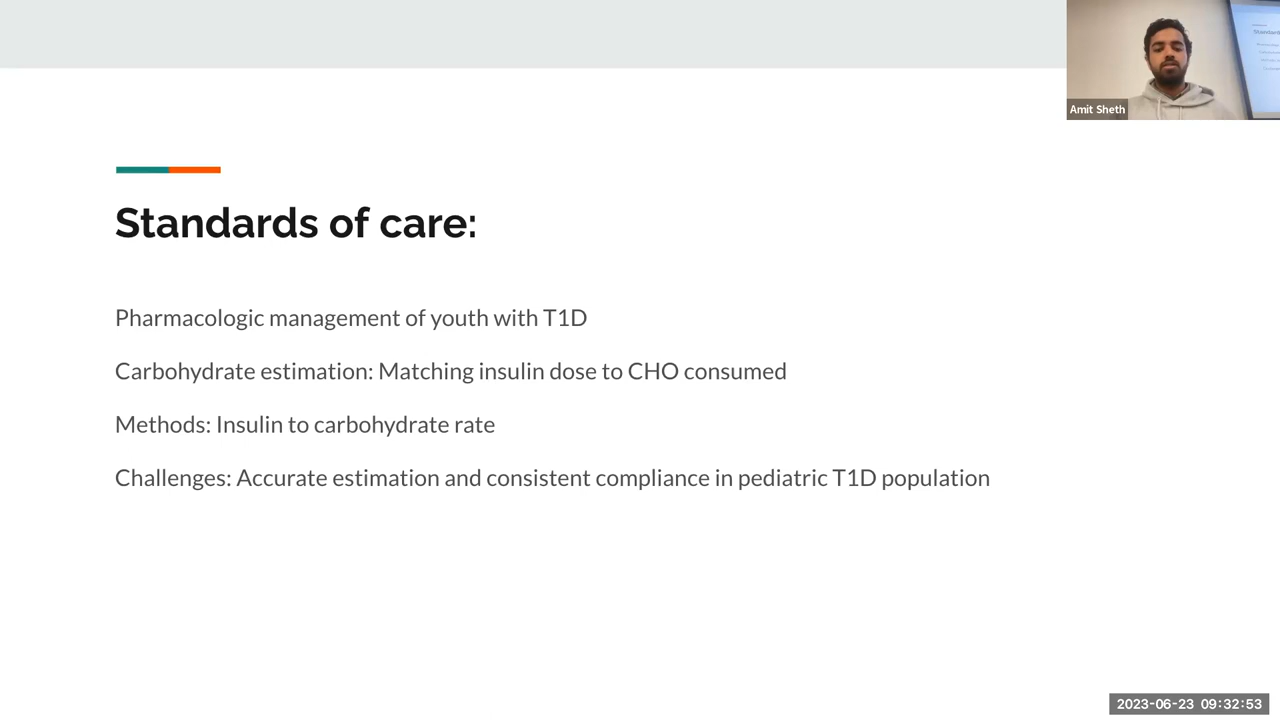 Amit Sheth
Standards of care:
Pharmacologic management of youth with T1D
Carbohydrate estimation: Matching insulin dose to CHO consumed
Methods: Insulin to carbohydrate rate
Challenges: Accurate estimation and consistent compliance in pediatric T1D population
2023-06-23 09:32:53